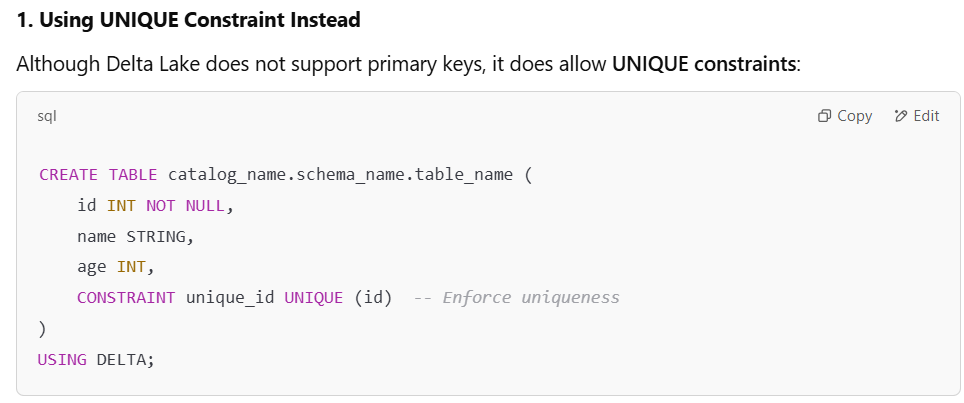 1. Using UNIQUE Constraint Instead
Although Delta Lake does not support primary keys, it does allow UNIQUE constraints:
sql
Copy
Edit
CREATE TABLE catalog_name.schema_name.table_name (
    id INT NOT NULL,
    name STRING,
    age INT,
    CONSTRAINT unique_id UNIQUE (id)  -- Enforce uniqueness
)
USING DELTA;